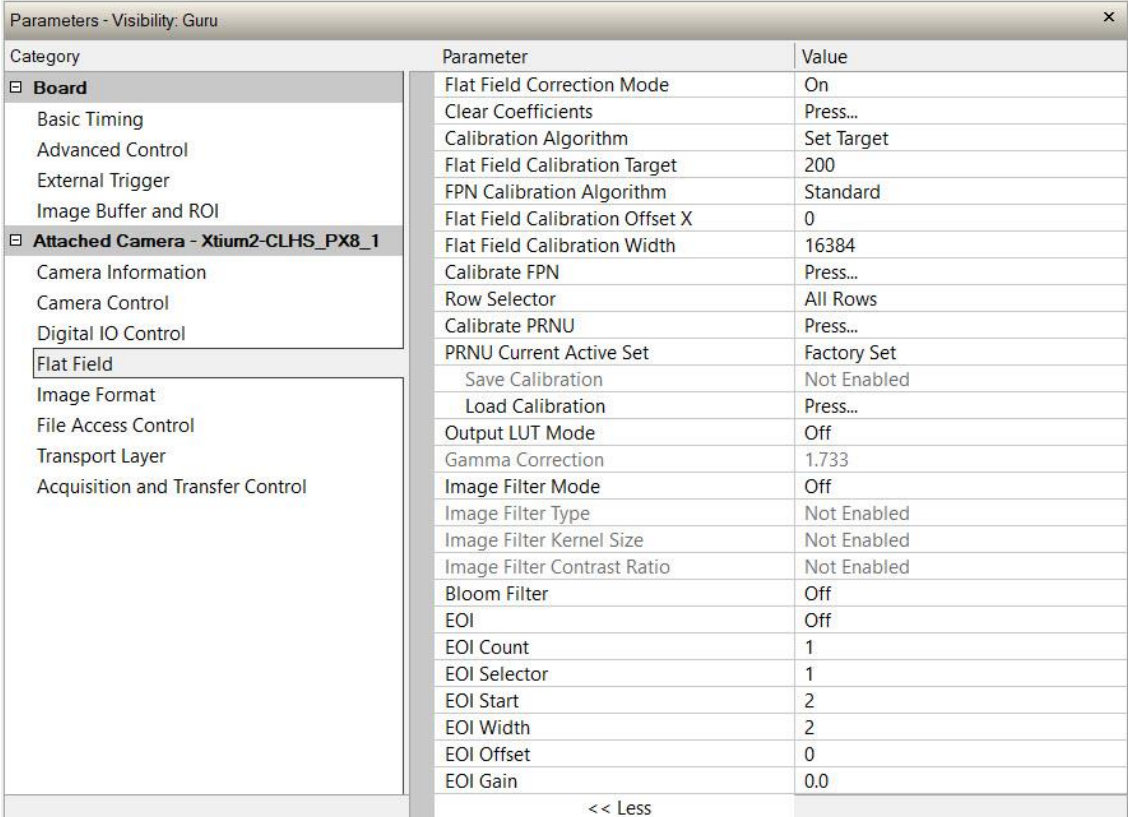 Parameters - Visibility: Guru
×
Category
Board
Basic Timing
Advanced Control
External Trigger
Image Buffer and ROI
Attached Camera - Xtium2-CLHS_PX8_1
Camera Information
Camera Control
Digital IO Control
Flat Field
Image Format
File Access Control
Transport Layer
Acquisition and Transfer Control
Parameter Value
Flat Field Correction Mode On
Clear Coefficients Press...
Calibration Algorithm Set Target
Flat Field Calibration Target 200
FPN Calibration Algorithm Standard
Flat Field Calibration Offset X 0
Flat Field Calibration Width 16384
Calibrate FPN Press...
Row Selector All Rows
Calibrate PRNU Press...
PRNU Current Active Set Factory Set
Save Calibration Not Enabled
Load Calibration Press...
Output LUT Mode Off
Gamma Correction 1.733
Image Filter Mode Off
Image Filter Type Not Enabled
Image Filter Kernel Size Not Enabled
Image Filter Contrast Ratio Not Enabled
Bloom Filter Off
EOI Off
EOI Count 1
EOI Selector 1
EOI Start 2
EOI Width 2
EOI Offset 0
EOI Gain 0.0
<< Less